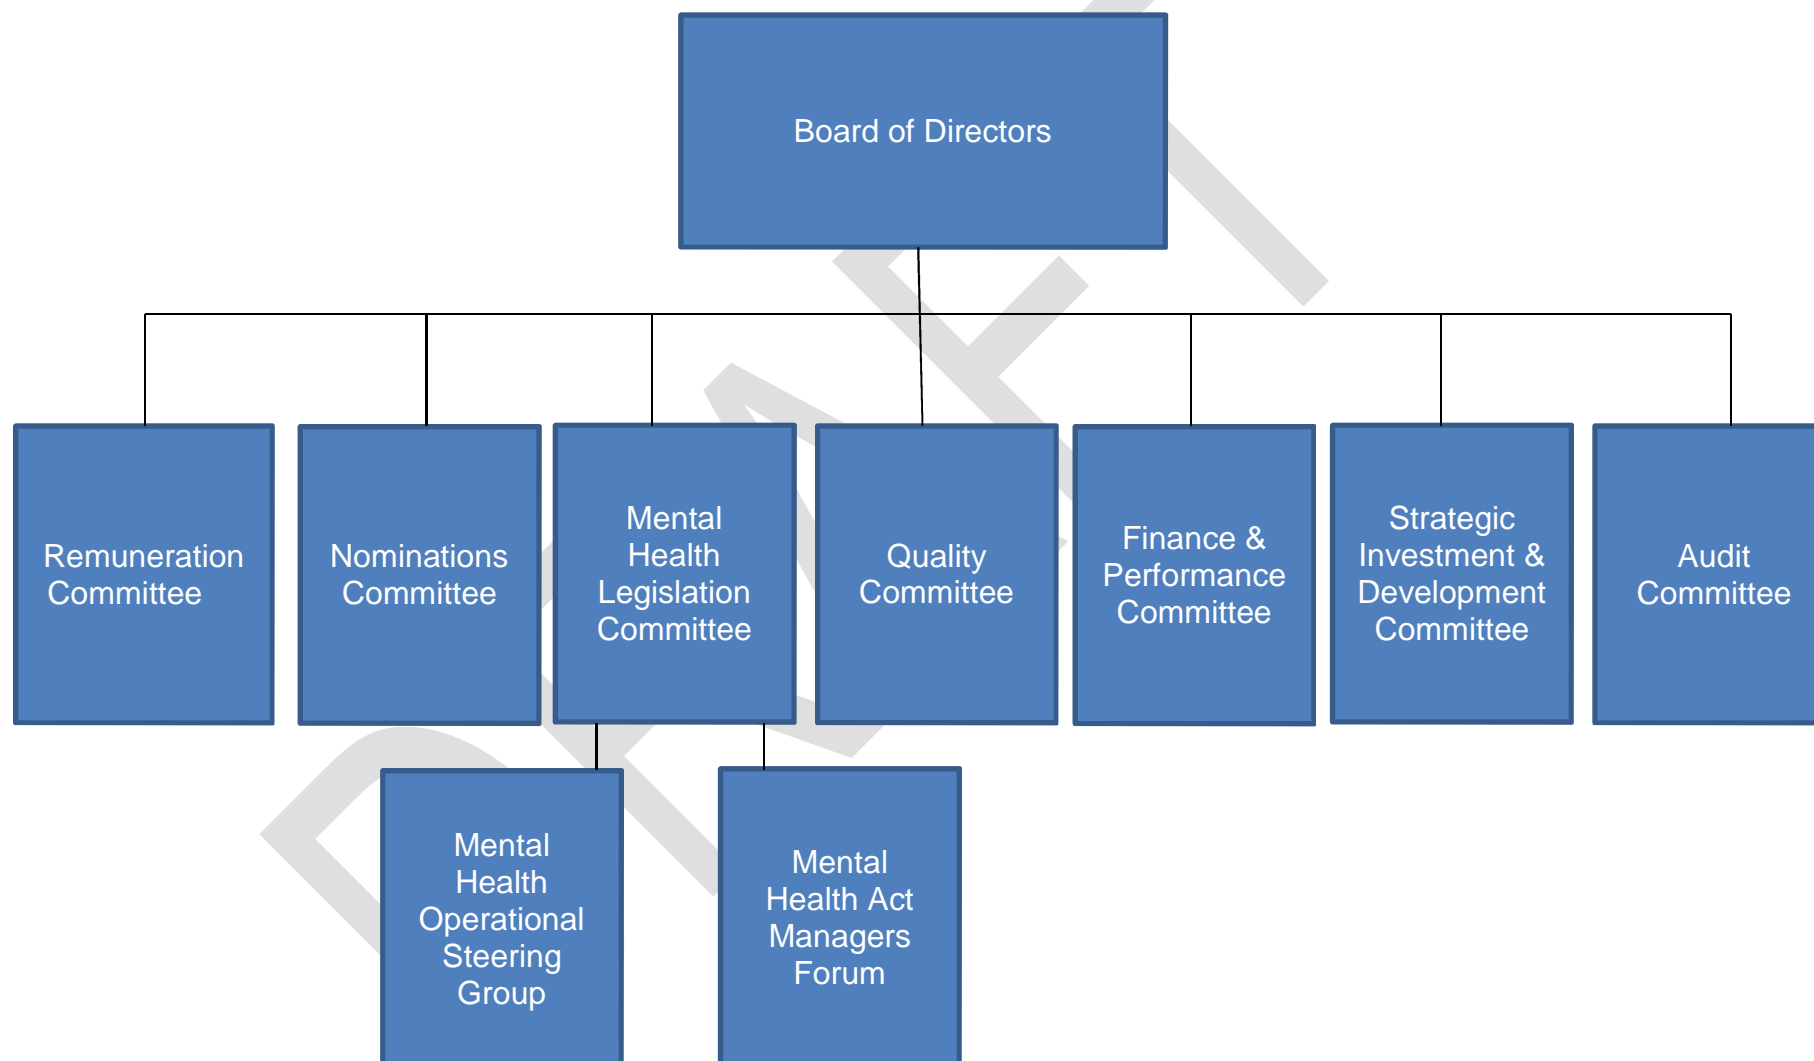 Board of Directors
Remuneration
Committee
Nominations
Committee
Mental
Health
Legislation
Committee
Quality
Committee
Finance &
Performance
Committee
Strategic
Investment &
Development
Committee
Audit
Committee
Mental
Health
Operational
Steering
Group
Mental
Health Act
Managers
Forum
DRAFT